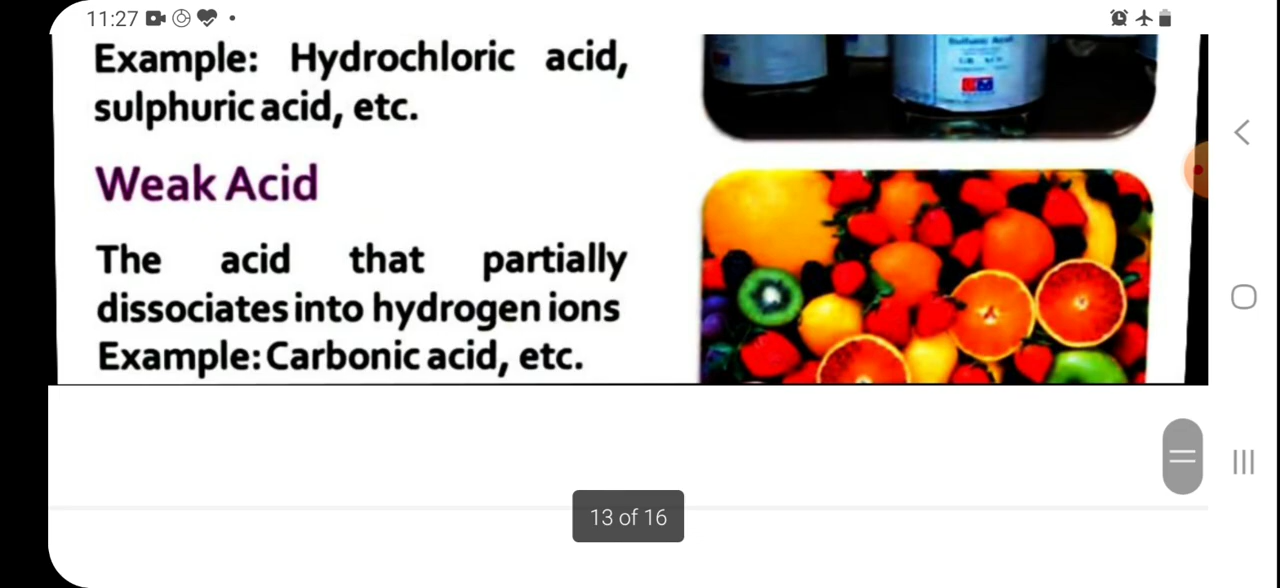 11:27
Example: Hydrochloric acid,
sulphuric acid, etc.
Weak Acid
The acid that partially
dissociates into hydrogen ions
Example: Carbonic acid, etc.
13 of 16